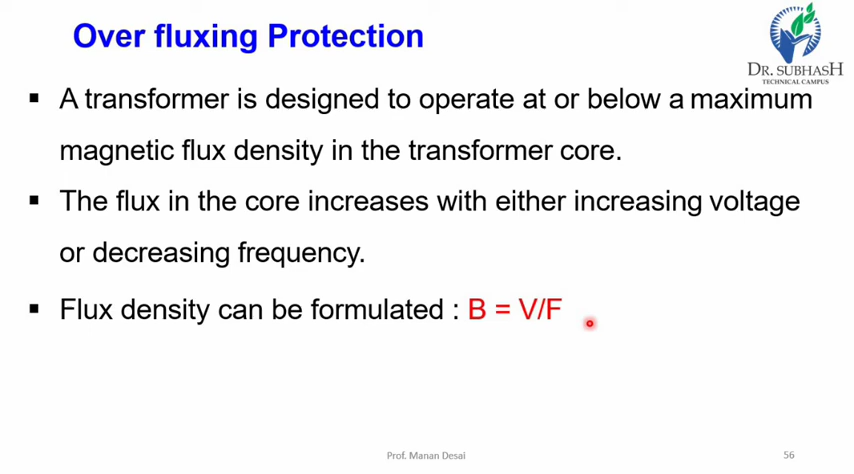 Over fluxing Protection
DR. SUBHASH
TECHNICAL CAMPUS
▪ A transformer is designed to operate at or below a maximum
magnetic flux density in the transformer core.
▪ The flux in the core increases with either increasing voltage
or decreasing frequency.
▪ Flux density can be formulated : B = V/F
Prof. Manan Desai
56